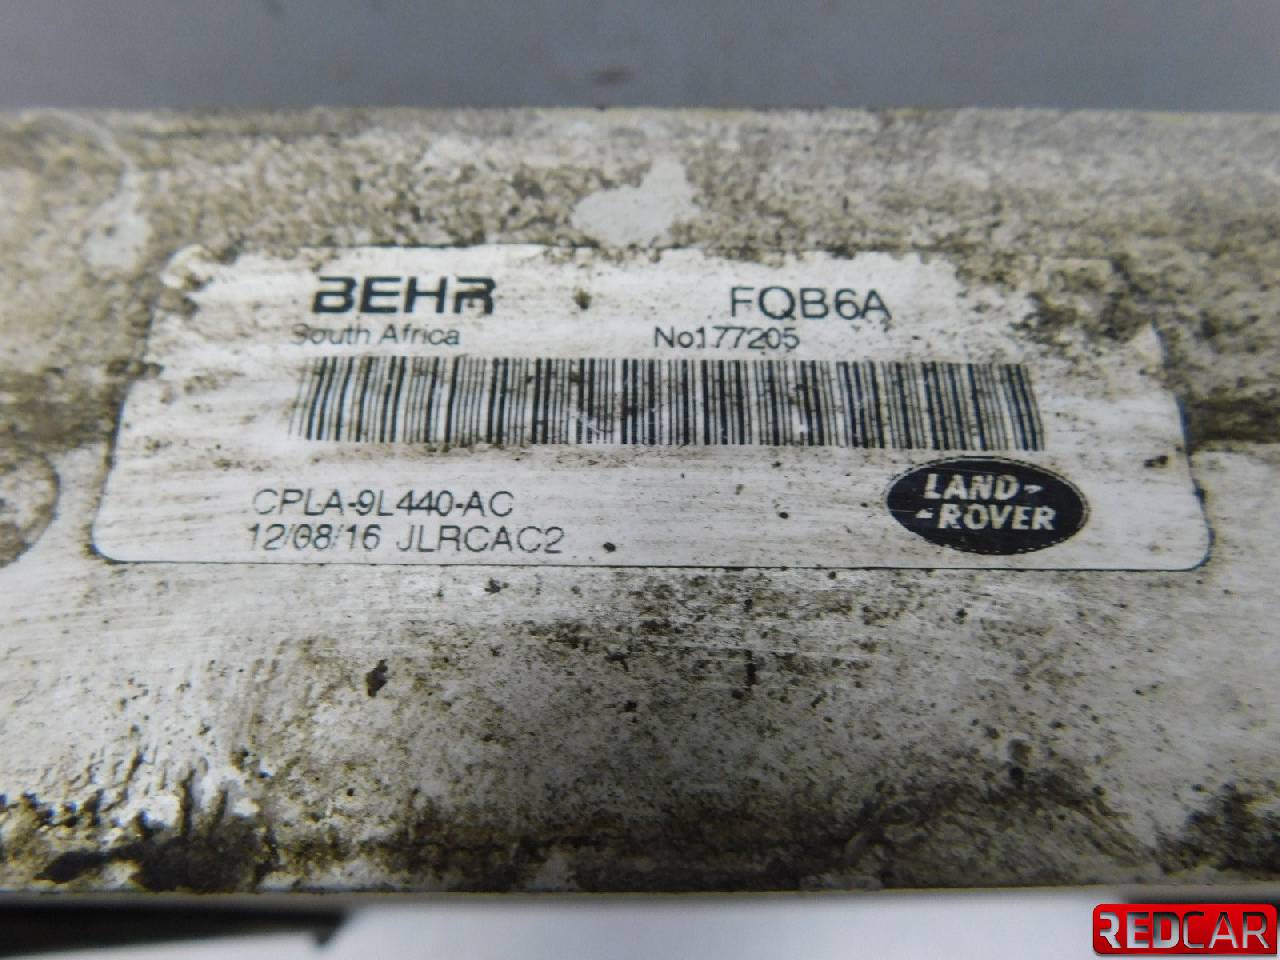 BEHR FQB6A
South Africa No177205
CPLA-9L440-AC
12/08/16 JLRCAC2
LAND-
-ROVER
REDCAR